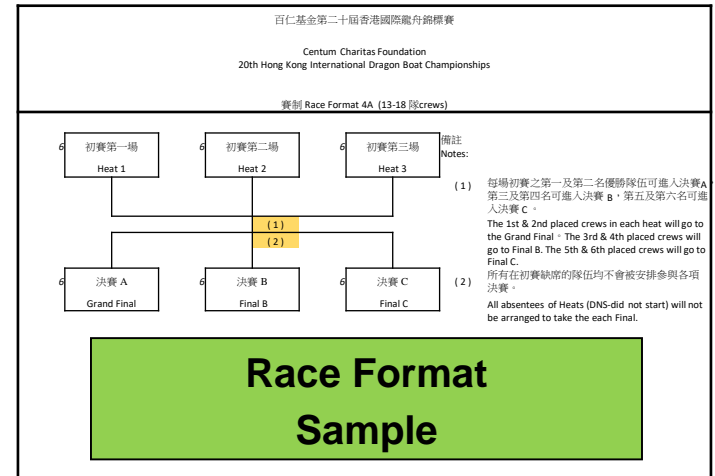 百仁基金第二十屆香港國際龍舟錦標賽
Centum Charitas Foundation
20th Hong Kong International Dragon Boat Championships
賽制 Race Format 4A (13-18 隊crews)
6 初賽第一場 6 初賽第二場 6 初賽第三場
Heat 1 Heat 2 Heat 3
備註
Notes:
( 1 )
( 2 )
6 決賽 A 6 決賽 B 6 決賽 C
Grand Final Final B Final C
( 1 ) 每場初賽之第一及第二名優勝隊伍可進入決賽A，
第三及第四名可進入決賽 B，第五及第六名可進
入決賽 C 。
The 1st & 2nd placed crews in each heat will go to
the Grand Final。The 3rd & 4th placed crews will
go to Final B. The 5th & 6th placed crews will go to
Final C.
( 2 ) 所有在初賽缺席的隊伍均不會被安排參與各項
決賽。
All absentees of Heats (DNS-did not start) will not
be arranged to take the each Final.
Race Format
Sample